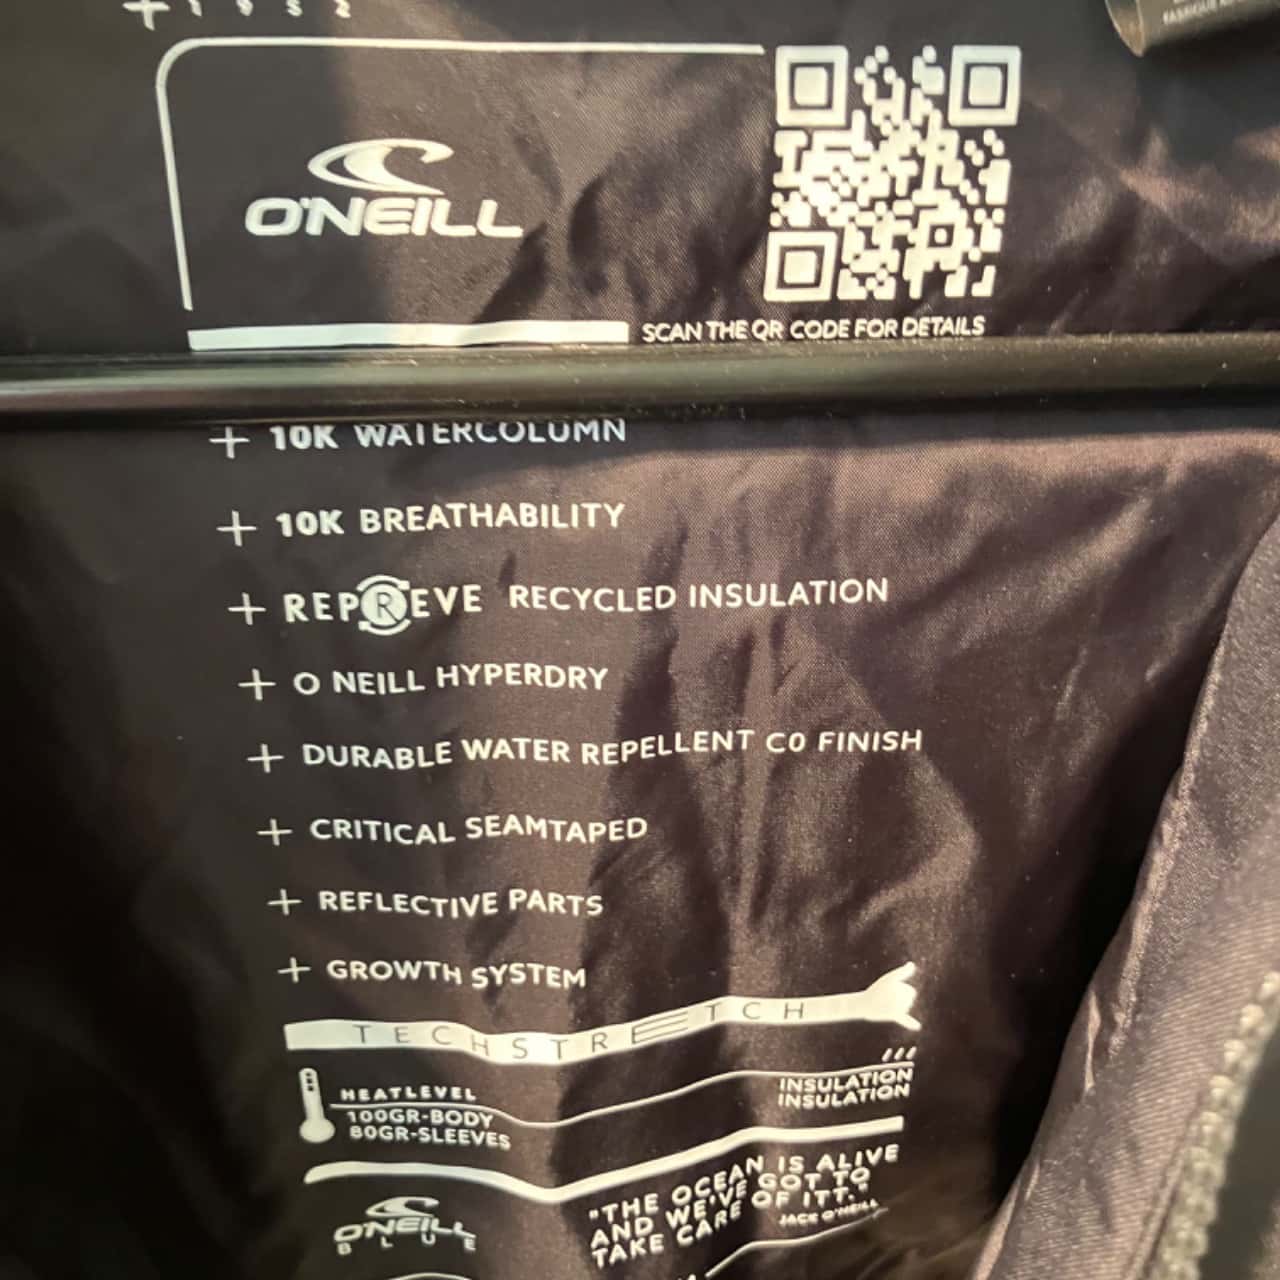 +1952
O'NEILL
SCAN THE QR CODE FOR DETAILS
+ 10K WATERCOLUMN
+ 10K BREATHABILITY
+ REPREVE RECYCLED INSULATION
+ O NEILL HYPERDRY
+ DURABLE WATER REPELLENT C0 FINISH
+ CRITICAL SEAMTAPED
+ REFLECTIVE PARTS
+ GROWTH SYSTEM
TECHSTRETCH
HEATLEVEL
100GR-BODY INSULATION
80GR-SLEEVES INSULATION
O'NEILL
BLUE
"THE OCEAN IS ALIVE
AND WE'VE GOT TO
TAKE CARE OF ITT."
JACK O'NEILL